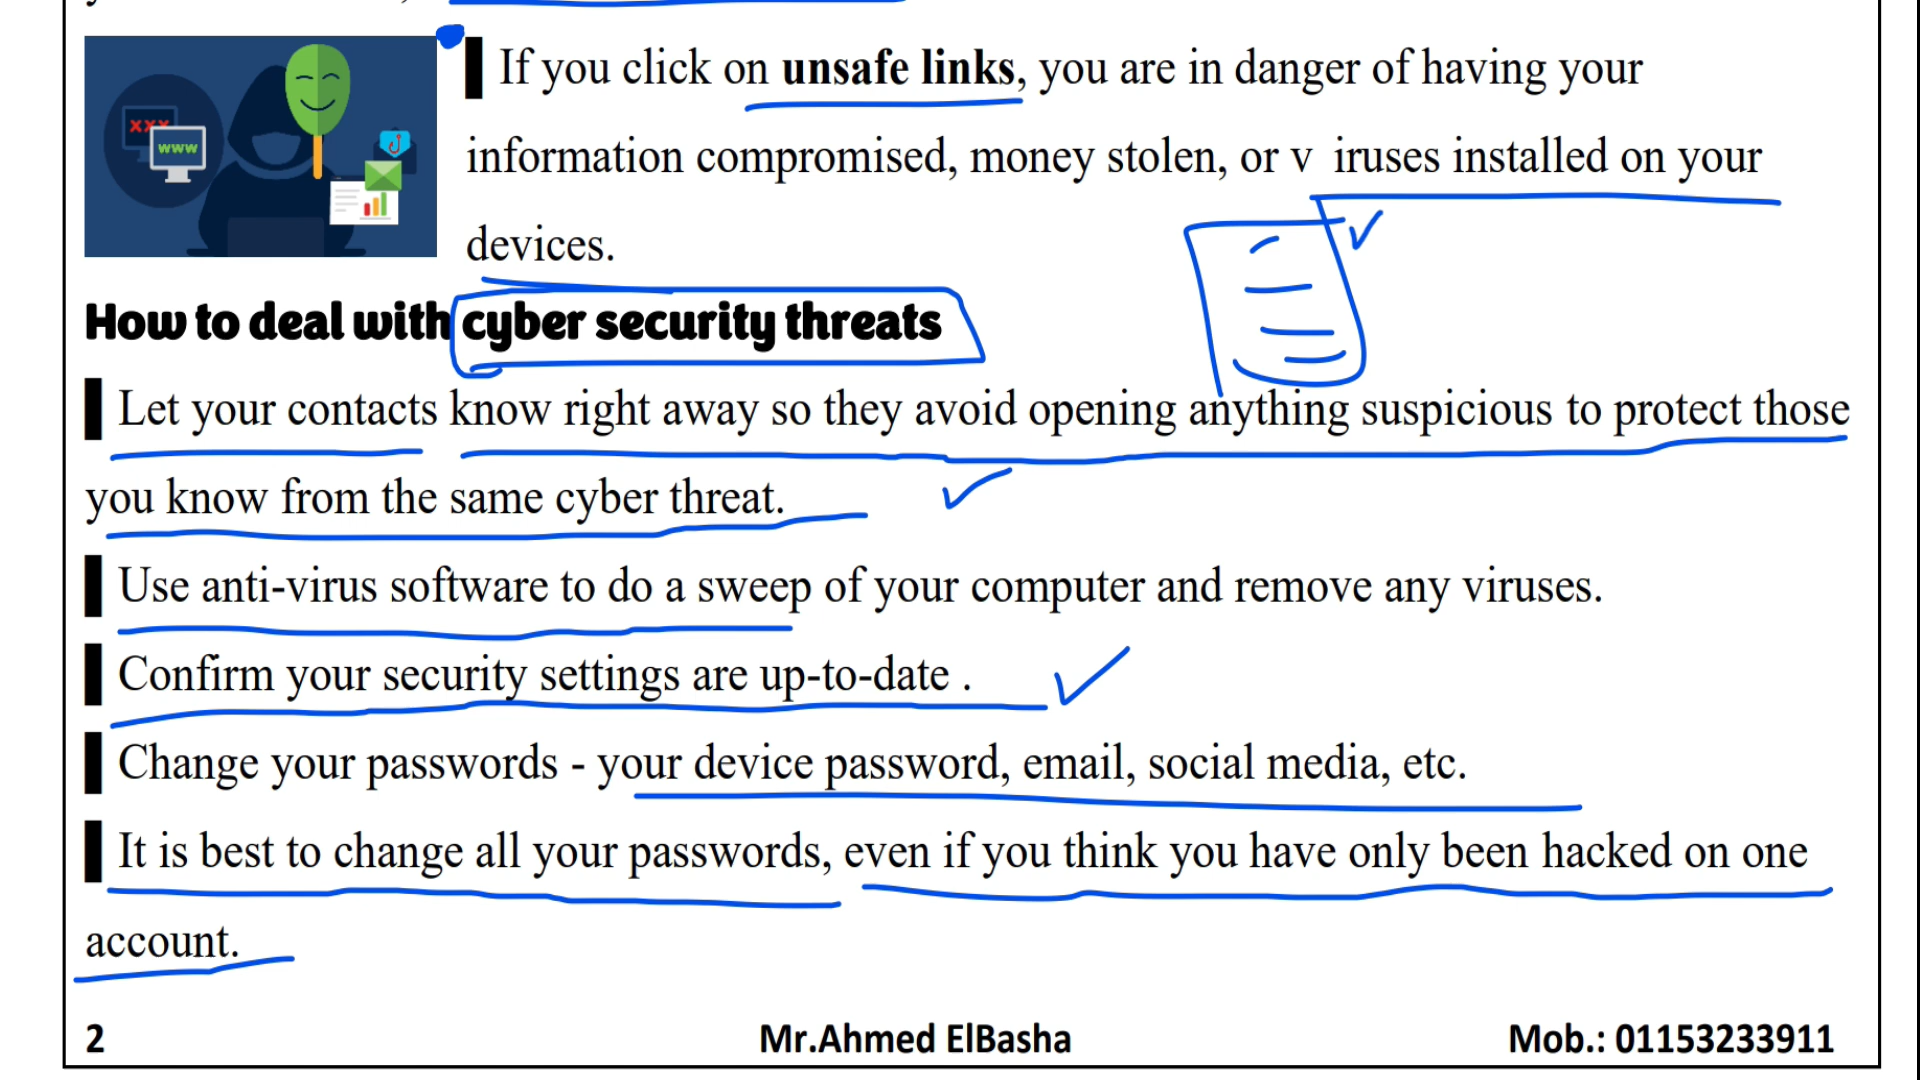 If you click on unsafe links, you are in danger of having your
information compromised, money stolen, or v iruses installed on your
devices.
xxx
www
How to deal with cyber security threats
Let your contacts know right away so they avoid opening anything suspicious to protect those
you know from the same cyber threat.
Use anti-virus software to do a sweep of your computer and remove any viruses.
Confirm your security settings are up-to-date .
Change your passwords - your device password, email, social media, etc.
It is best to change all your passwords, even if you think you have only been hacked on one
account.
2 Mr.Ahmed ElBasha Mob.: 01153233911